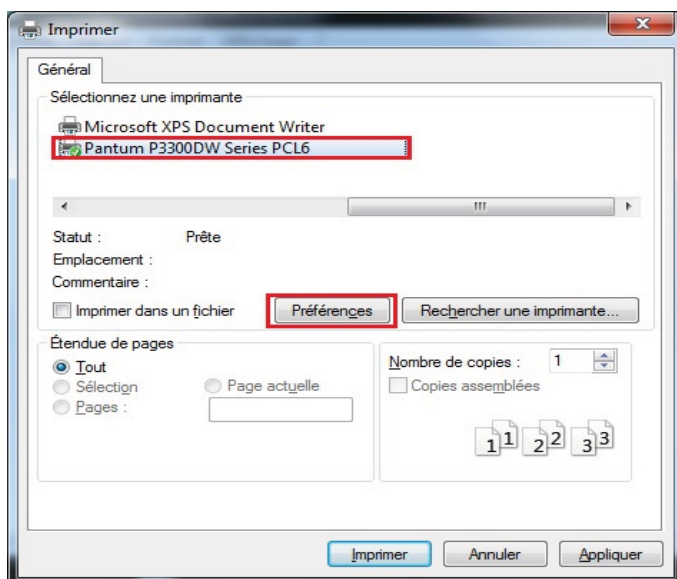 Imprimer
Général
Sélectionnez une imprimante
Microsoft XPS Document Writer
Pantum P3300DW Series PCL6
Statut : Prête
Emplacement :
Commentaire :
Imprimer dans un fichier
Préférences
Rechercher une imprimante...
Étendue de pages
Tout
Sélection
Page actuelle
Pages :
Nombre de copies : 1
Copies assemblées
1 1 2 2 3 3
Imprimer
Annuler
Appliquer